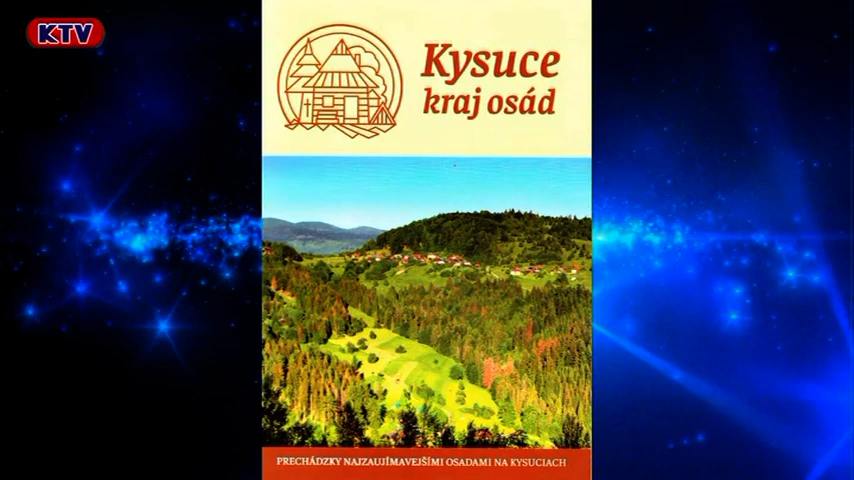 KTV
Kysuce
kraj osád
PRECHÁDZKY NAJZAUJÍMAVEJŠÍMI OSADAMI NA KYSUCIACH